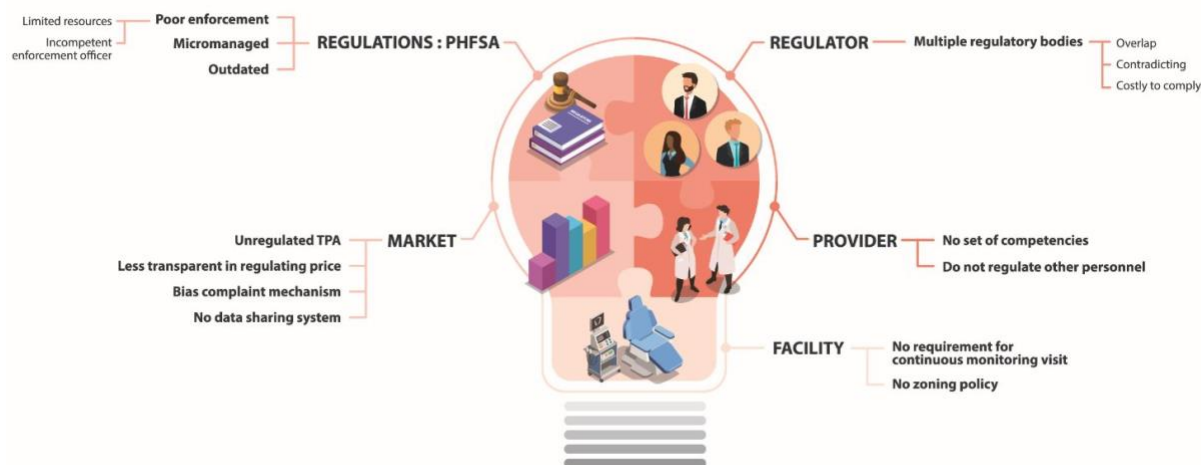 REGULATIONS : PHFSA
Poor enforcement
Limited resources
Incompetent
enforcement officer
Micromanaged
Outdated
REGULATOR
Multiple regulatory bodies
Overlap
Contradicting
Costly to comply
MARKET
Unregulated TPA
Less transparent in regulating price
Bias complaint mechanism
No data sharing system
PROVIDER
No set of competencies
Do not regulate other personnel
FACILITY
No requirement for
continuous monitoring visit
No zoning policy